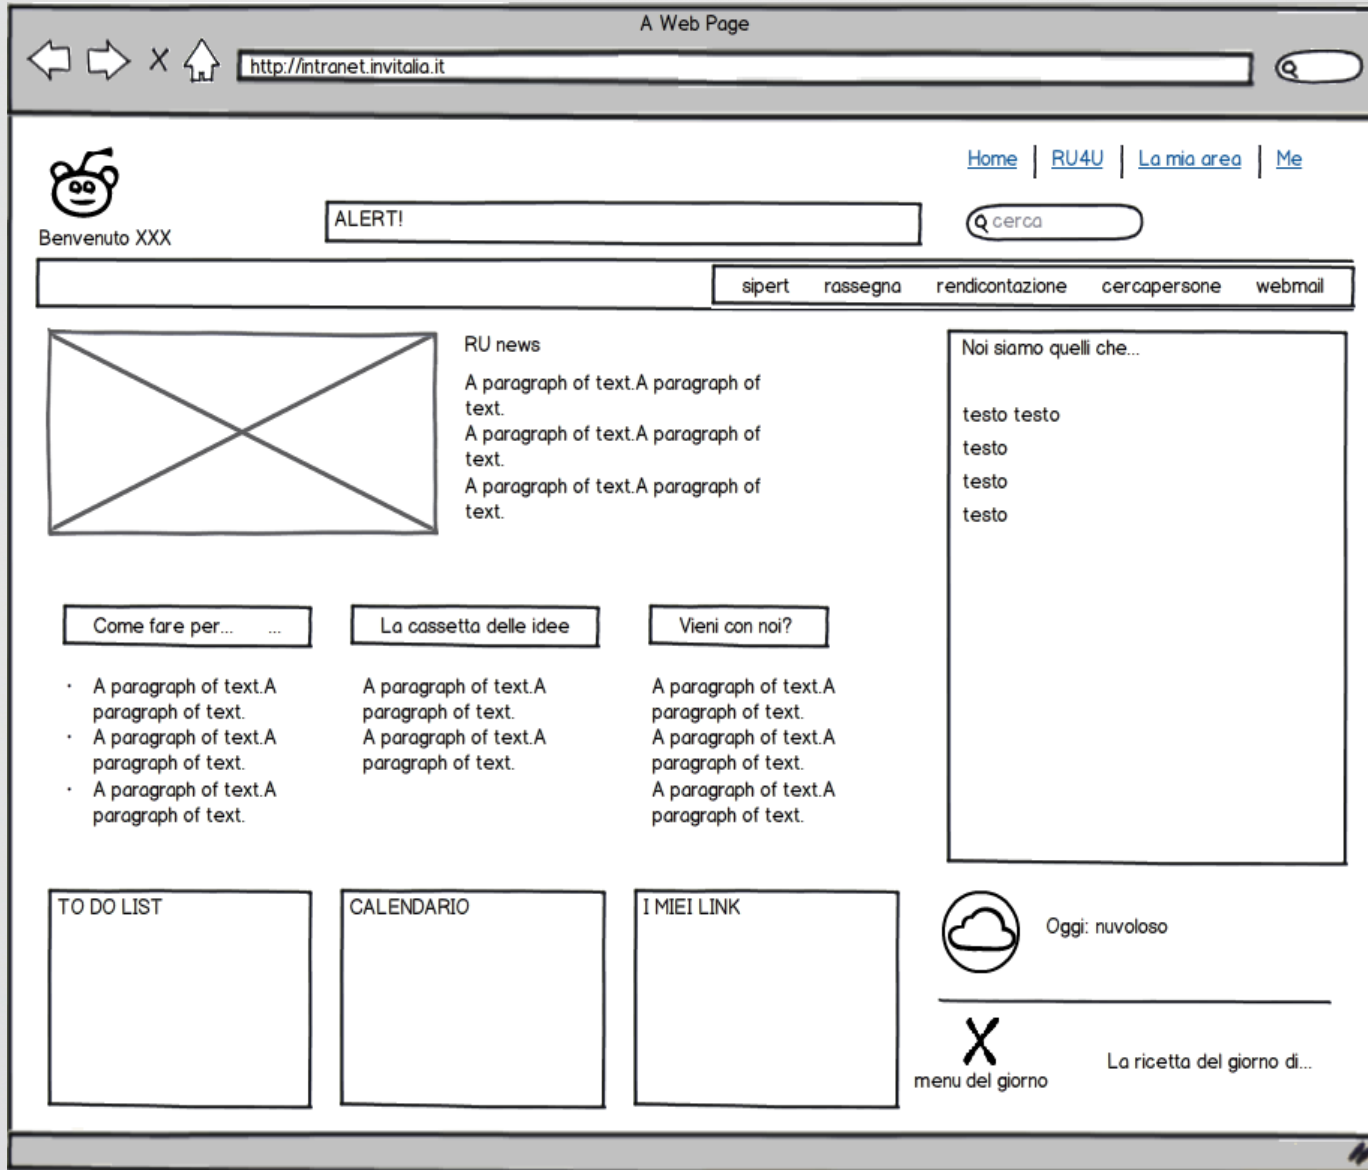 A Web Page
http://intranet.invitalia.it
Home RU4U La mia area Me
ALERT!
cerca
Benvenuto XXX
sipert rassegna rendicontazione cercapersone webmail
RU news
A paragraph of text.A paragraph of
text.
A paragraph of text.A paragraph of
text.
A paragraph of text.A paragraph of
text.
Noi siamo quelli che...
testo testo
testo
testo
testo
Come fare per... ...
· A paragraph of text.A
paragraph of text.
· A paragraph of text.A
paragraph of text.
· A paragraph of text.A
paragraph of text.
La cassetta delle idee
A paragraph of text.A
paragraph of text.
A paragraph of text.A
paragraph of text.
Vieni con noi?
A paragraph of text.A
paragraph of text.
A paragraph of text.A
paragraph of text.
A paragraph of text.A
paragraph of text.
TO DO LIST
CALENDARIO
I MIEI LINK
Oggi: nuvoloso
menu del giorno
La ricetta del giorno di...